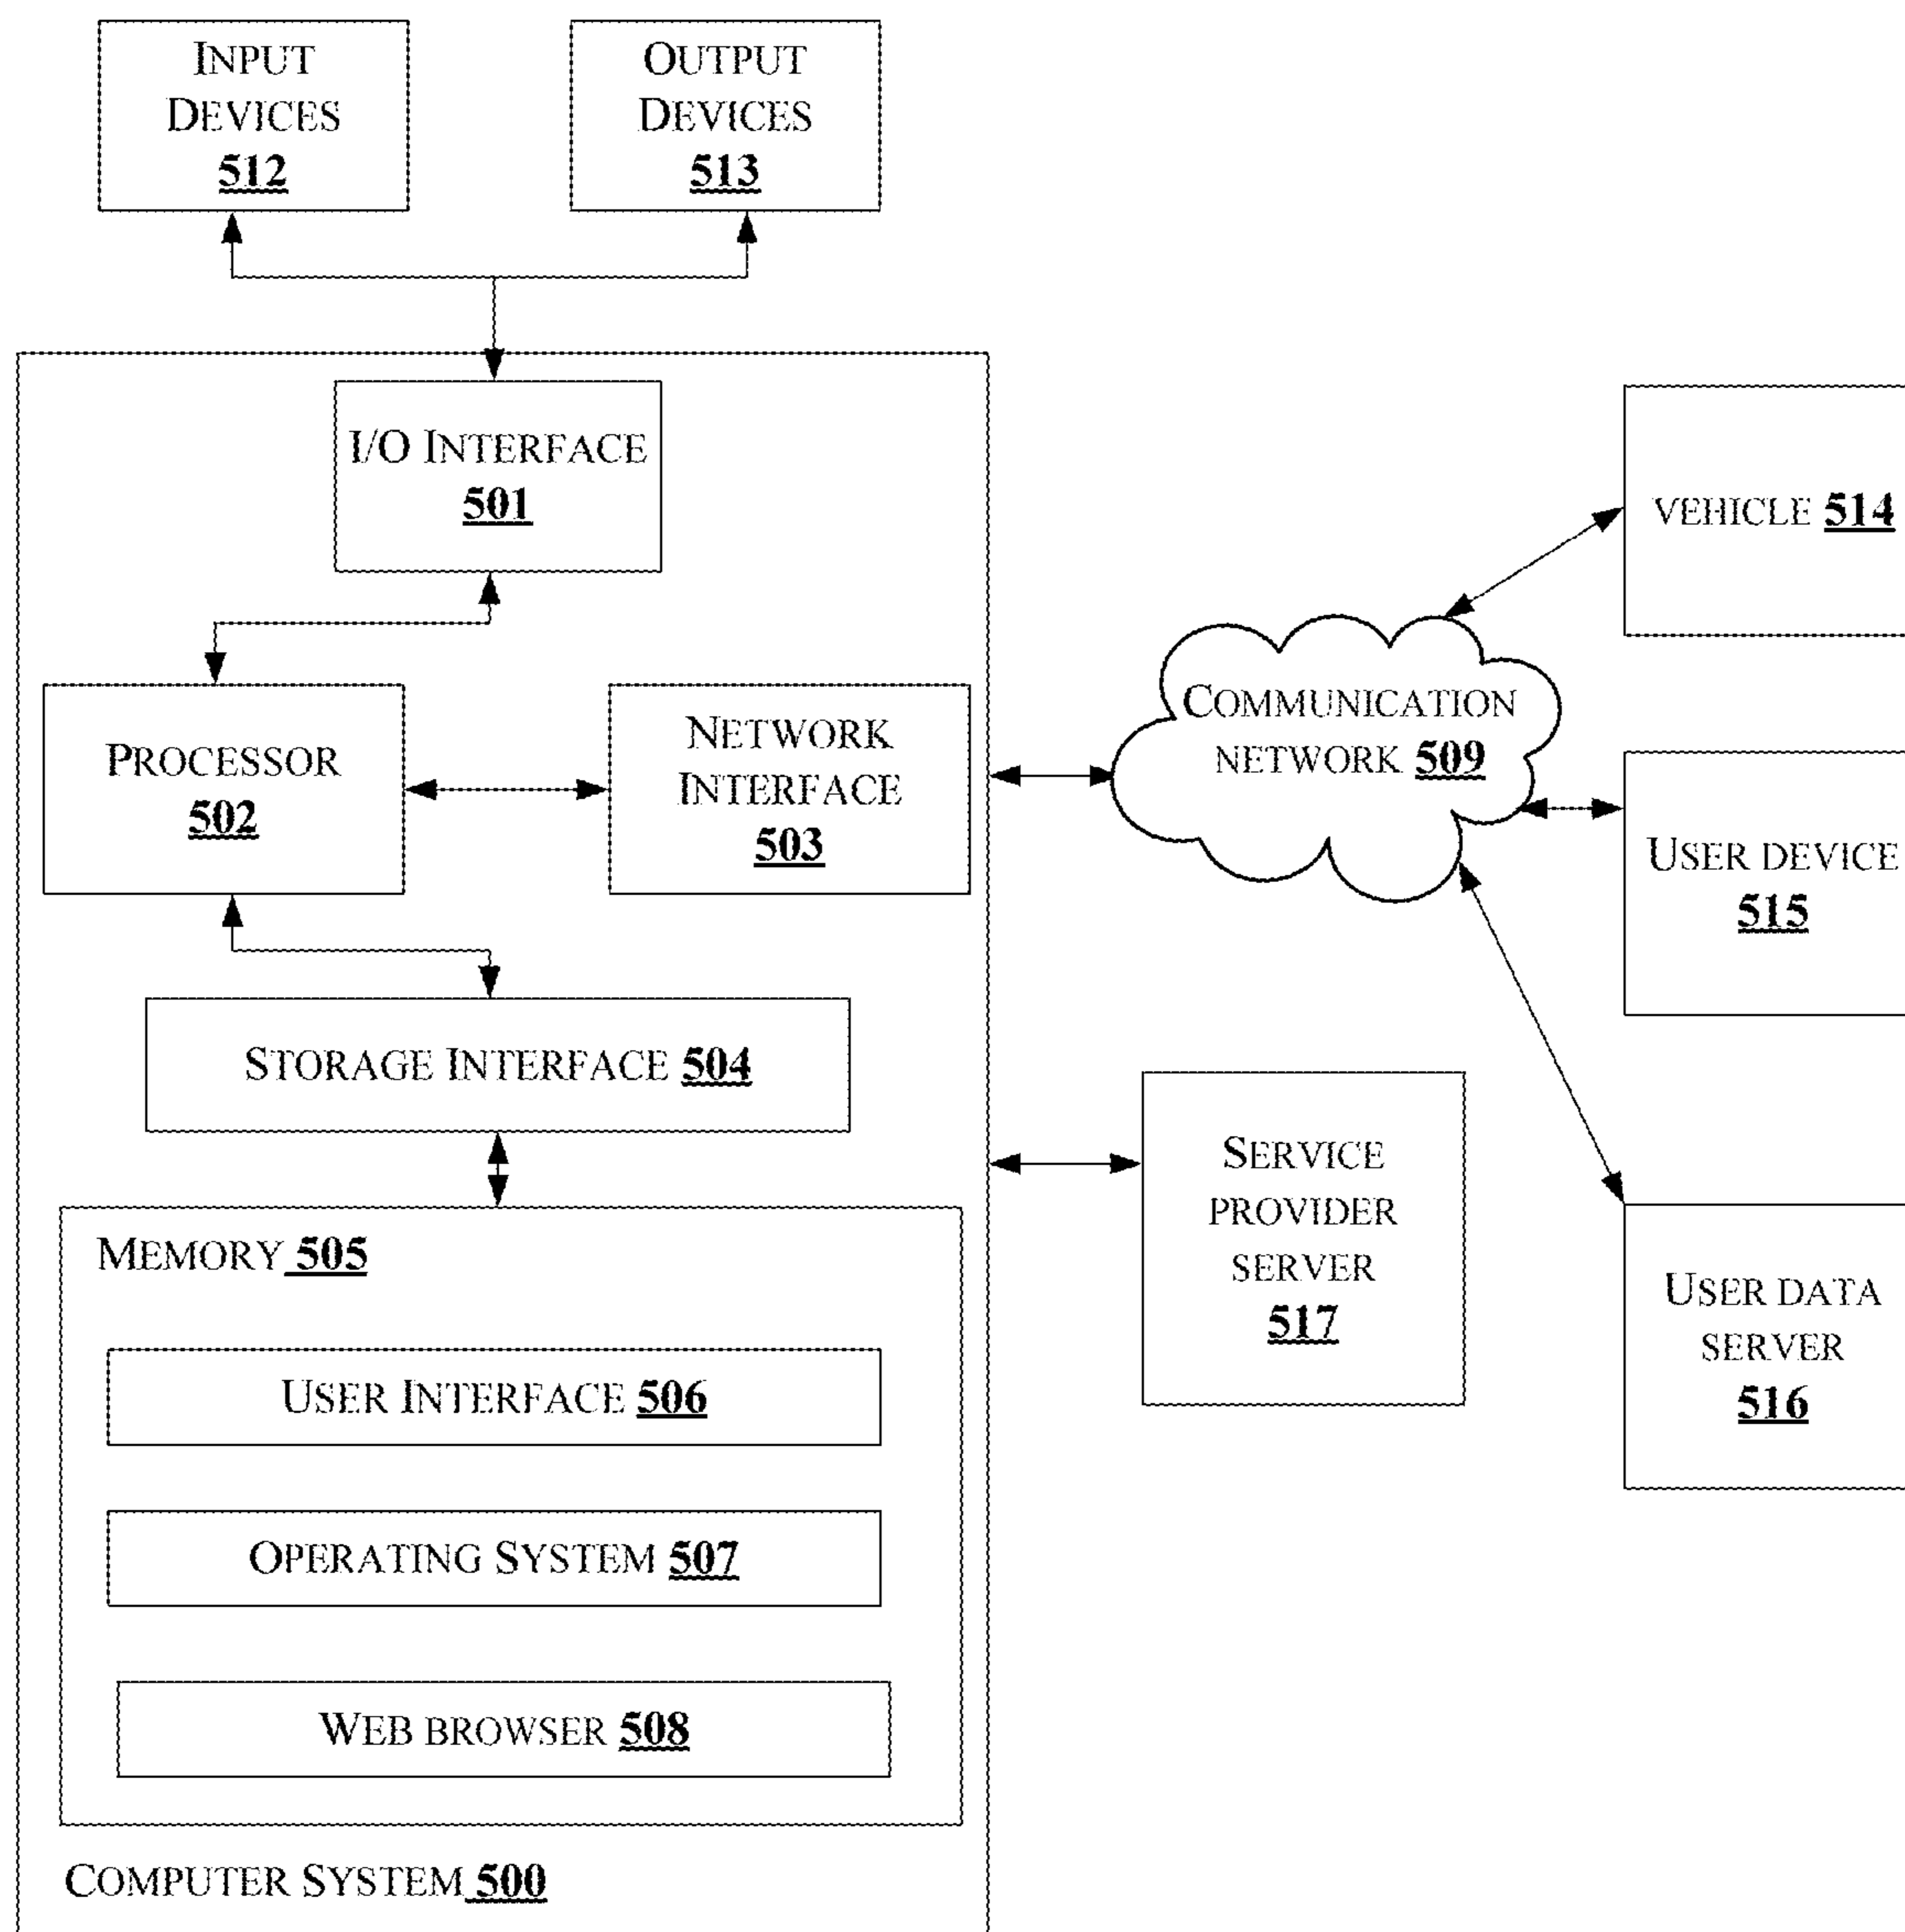 INPUT
DEVICES
512
OUTPUT
DEVICES
513
I/O INTERFACE
501
PROCESSOR
502
NETWORK
INTERFACE
503
STORAGE INTERFACE 504
MEMORY 505
USER INTERFACE 506
OPERATING SYSTEM 507
WEB BROWSER 508
COMPUTER SYSTEM 500
COMMUNICATION
NETWORK 509
SERVICE
PROVIDER
SERVER
517
VEHICLE 514
USER DEVICE
515
USER DATA
SERVER
516